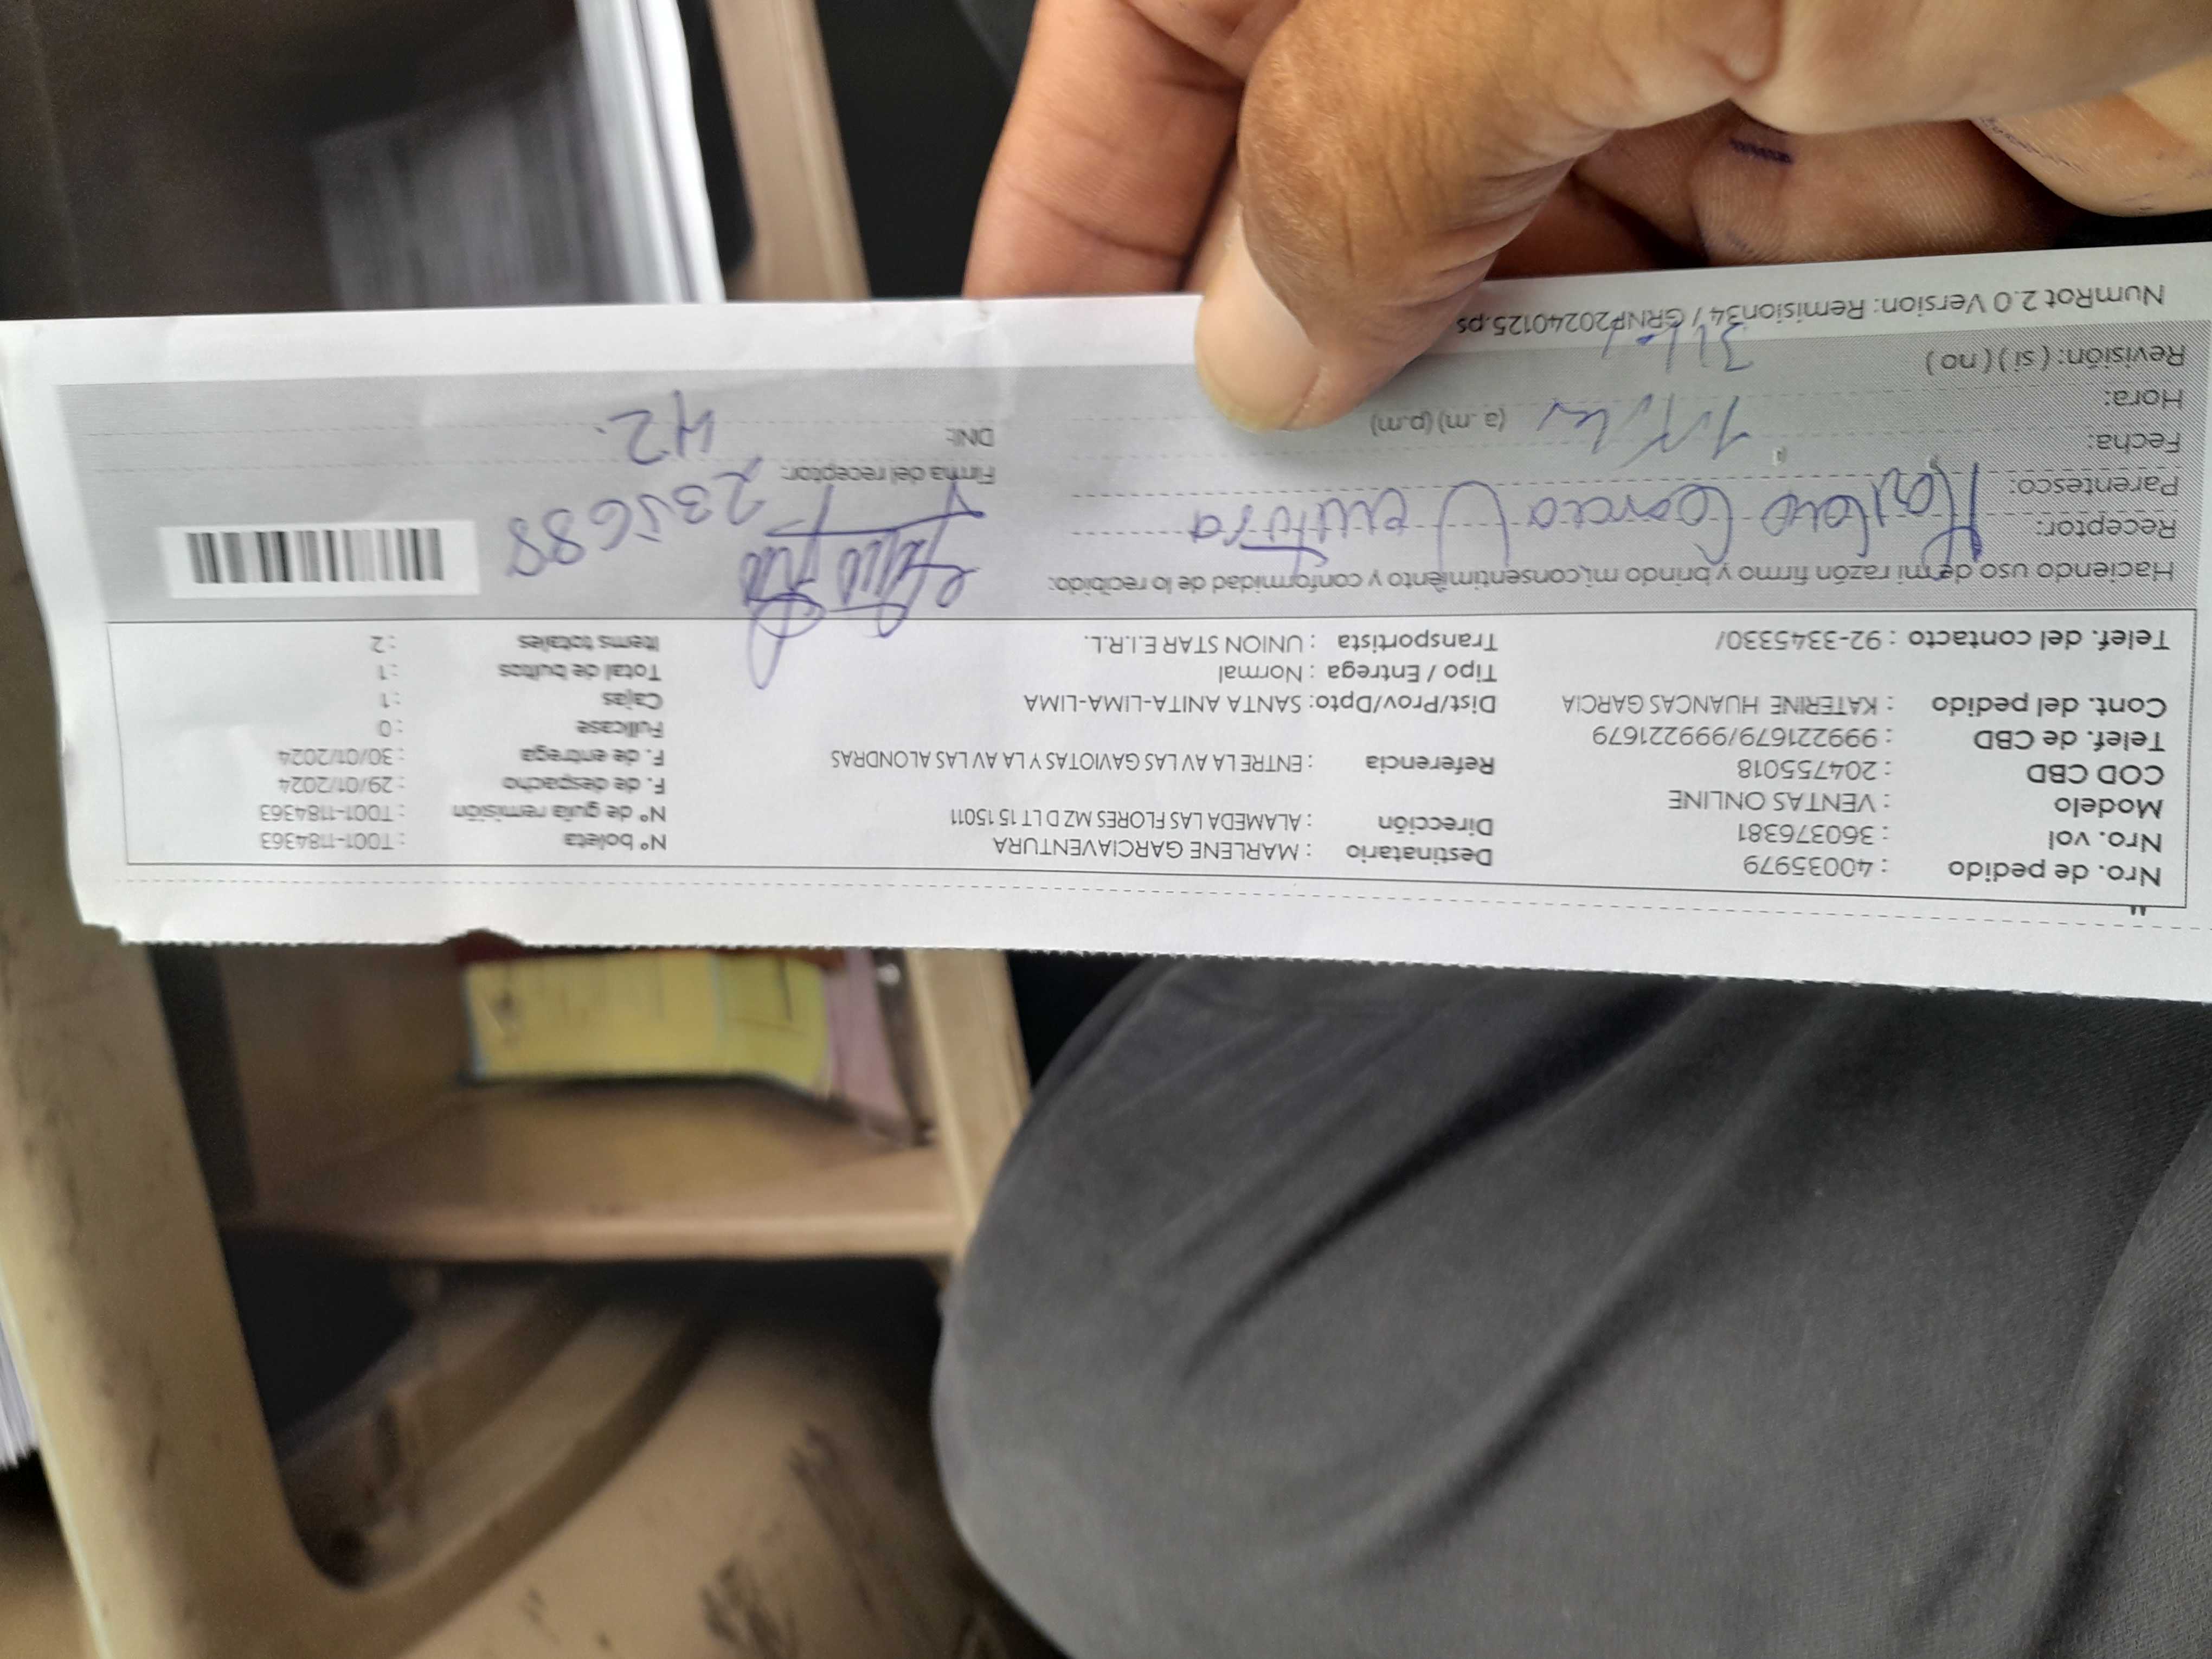 Nro. de pedido : 40035979
Nro. vol : 360376381
Modelo : VENTAS ONLINE
COD CBD : 204755018
Telef. de CBD : 999221679/999221679
Cont. del pedido : KATERINE HUANCAS GARCIA
Telef. del contacto : 92-3345330/
Destinatario : MARLENE GARCIAVENTURA
Dirección : ALAMEDA LAS FLORES MZ D LT 15 15011
Referencia : ENTRE LA AV LAS GAVIOTAS Y LA AV LAS ALONDRAS
Dist/Prov/Dpto: SANTA ANITA-LIMA-LIMA
Tipo / Entrega : Normal
Transportista : UNION STAR E.I.R.L.
N° boleta : T001-1184363
N° de guía remisión : T001-1184363
F. de despacho : 29/01/2024
F. de entrega : 30/01/2024
Fullcase : 0
Cajas : 1
Total de bultos : 1
Items totales : 2
Haciendo uso de mi razón firmo y brindo mi consentimiento y conformidad de lo recibido:
Receptor:
Parentesco:
Garcia Ventura
Fecha:
Hora: (a .m) (p.m)
Revisión: ( si ) ( no )
Firma del receptor:
DNI:
42
235688
NumRot 2.0 Version: Remision34 / GRNP20240125.ps